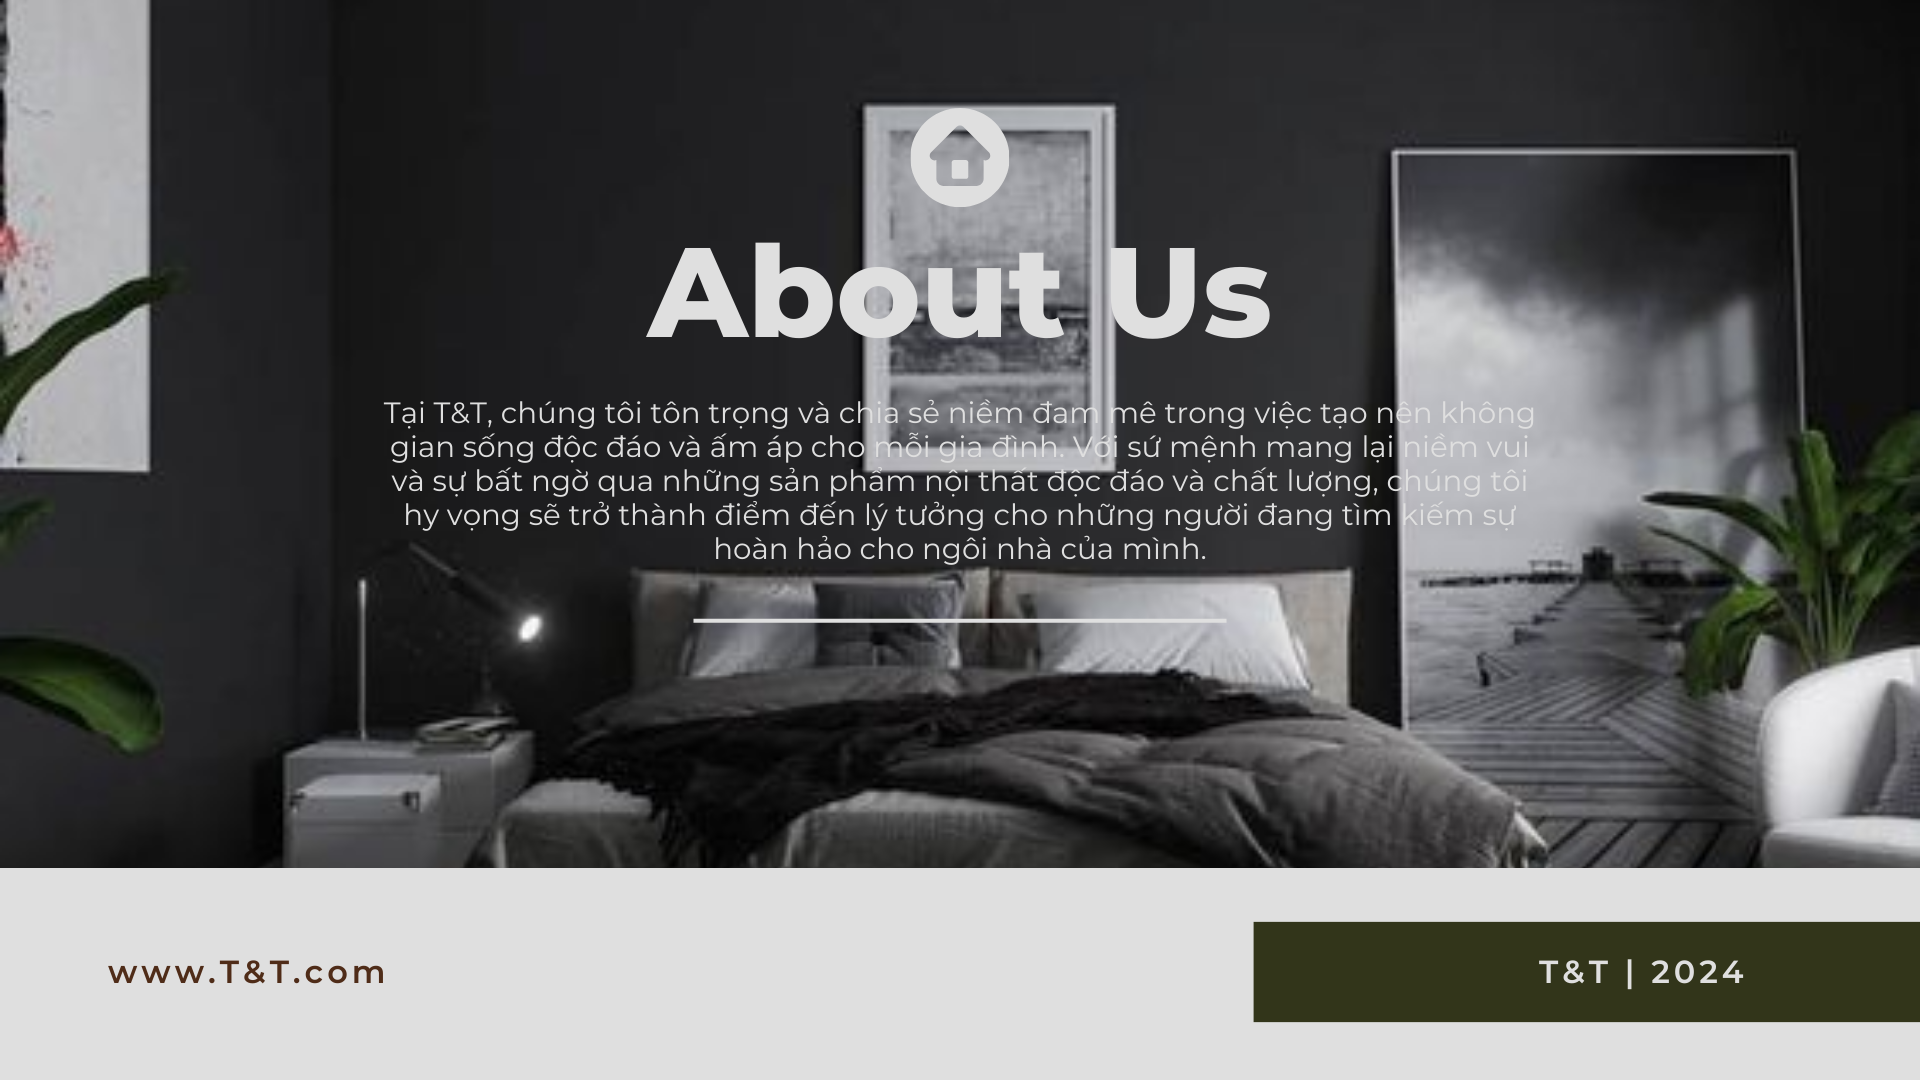 About Us
Tại T&T, chúng tôi tôn trọng và chia sẻ niềm đam mê trong việc tạo nên không
gian sống độc đáo và ấm áp cho mỗi gia đình. Với sứ mệnh mang lại niềm vui
và sự bất ngờ qua những sản phẩm nội thất độc đáo và chất lượng, chúng tôi
hy vọng sẽ trở thành điểm đến lý tưởng cho những người đang tìm kiếm sự
hoàn hảo cho ngôi nhà của mình.
www.T&T.com
T&T | 2024